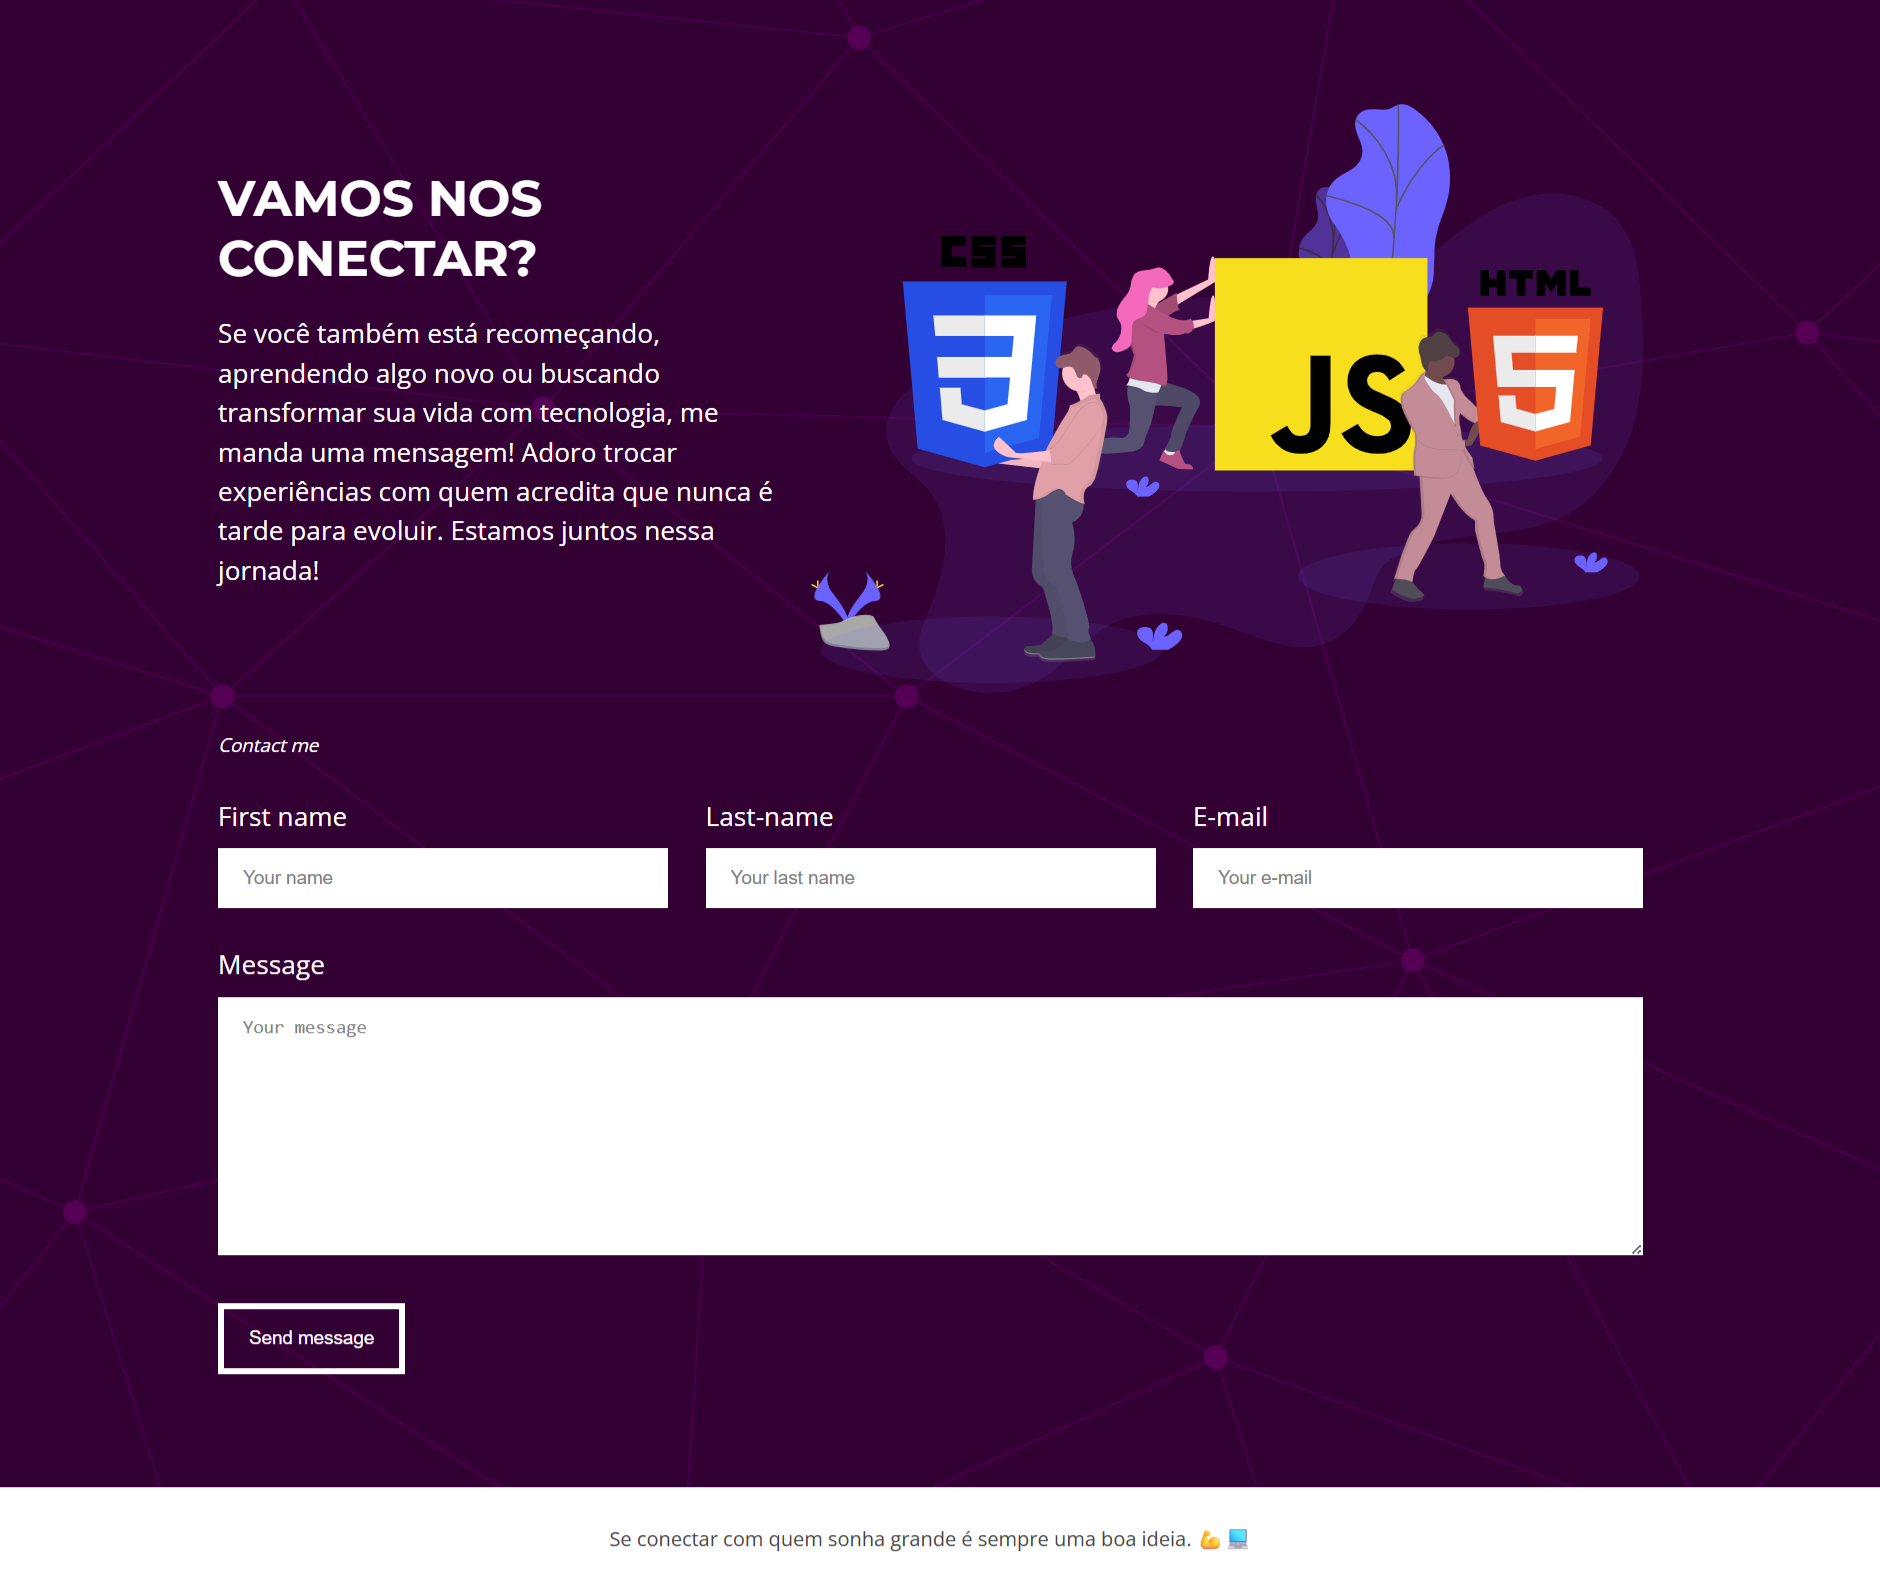 VAMOS NOS
CONECTAR?
Se você também está recomeçando,
aprendendo algo novo ou buscando
transformar sua vida com tecnologia, me
manda uma mensagem! Adoro trocar
experiências com quem acredita que nunca é
tarde para evoluir. Estamos juntos nessa
jornada!
CSS
HTML
JS
Contact me
First name
Last-name
E-mail
Your name
Your last name
Your e-mail
Message
Your message
Send message
Se conectar com quem sonha grande é sempre uma boa ideia. 💪💻